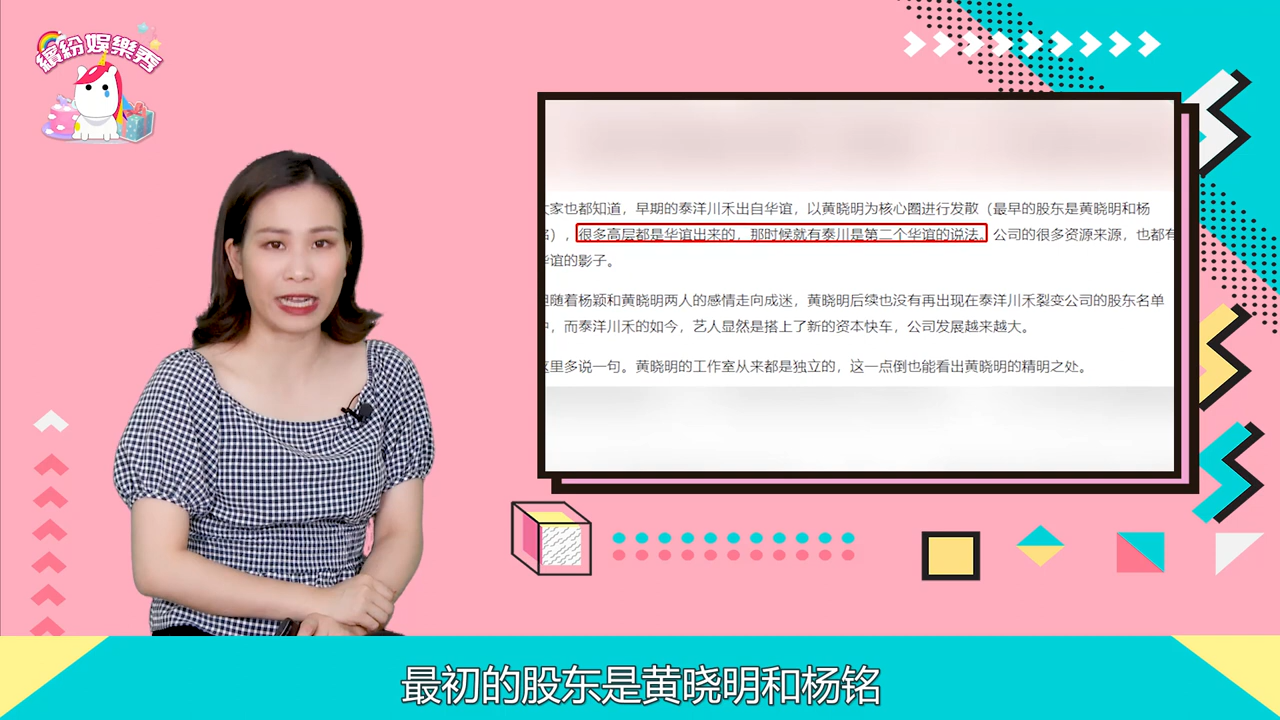 繽紛娛樂秀
家也都知道，早期的泰洋川禾出自华谊，以黄晓明为核心圈进行发散（最早的股东是黄晓明和杨
），很多高层都是华谊出来的，那时候就有泰川是第二个华谊的说法。公司的很多资源来源，也都有
谊的影子。
随着杨颖和黄晓明两人的感情走向成迷，黄晓明后续也没有再出现在泰洋川禾裂变公司的股东名单
，而泰洋川禾的如今，艺人显然是搭上了新的资本快车，公司发展越来越大。
里多说一句。黄晓明的工作室从来都是独立的，这一点倒也能看出黄晓明的精明之处。
最初的股东是黄晓明和杨铭